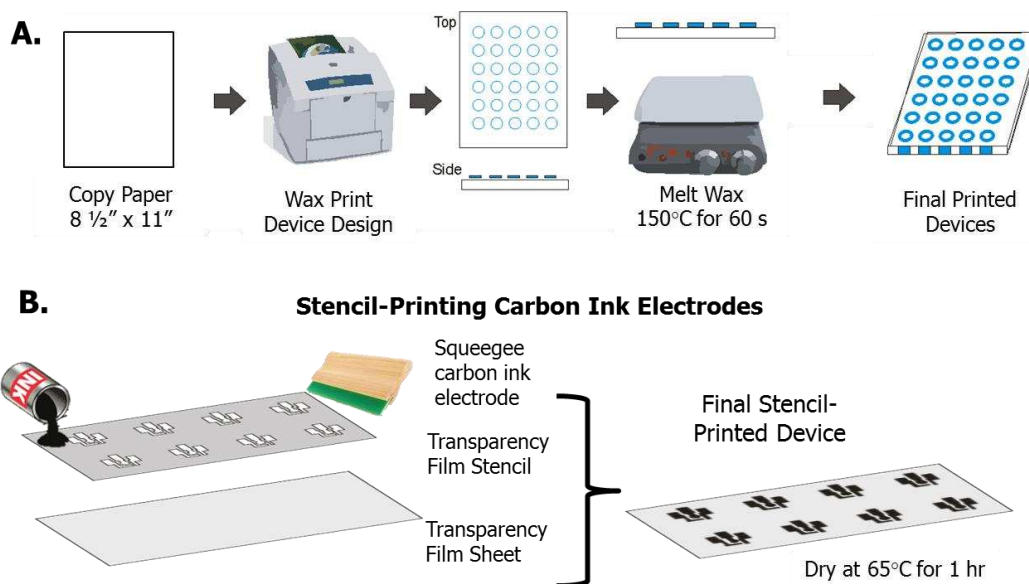 A.
Copy Paper
8 ½” x 11”
Wax Print
Device Design
Top
Side
Melt Wax
150°C for 60 s
Final Printed
Devices
B.
Stencil-Printing Carbon Ink Electrodes
INK
Squeegee
carbon ink
electrode
Transparency
Film Stencil
Transparency
Film Sheet
Final Stencil-
Printed Device
Dry at 65°C for 1 hr